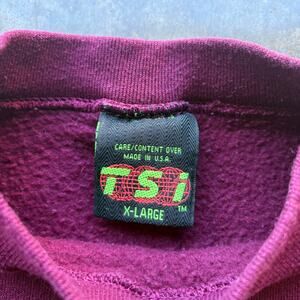 CARE/CONTENT OVER
MADE IN U.S.A.
TSi
X-LARGE
TM